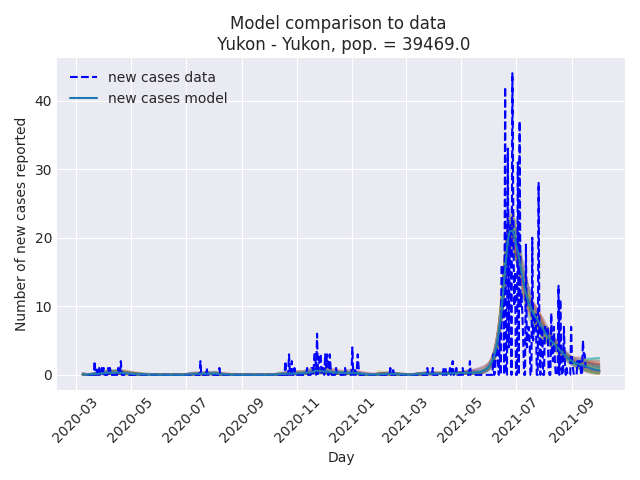 Model comparison to data
Yukon - Yukon, pop. = 39469.0
new cases data
new cases model
Number of new cases reported
40
30
20
10
0
2020-03
2020-05
2020-07
2020-09
2020-11
2021-01
2021-03
2021-05
2021-07
2021-09
Day